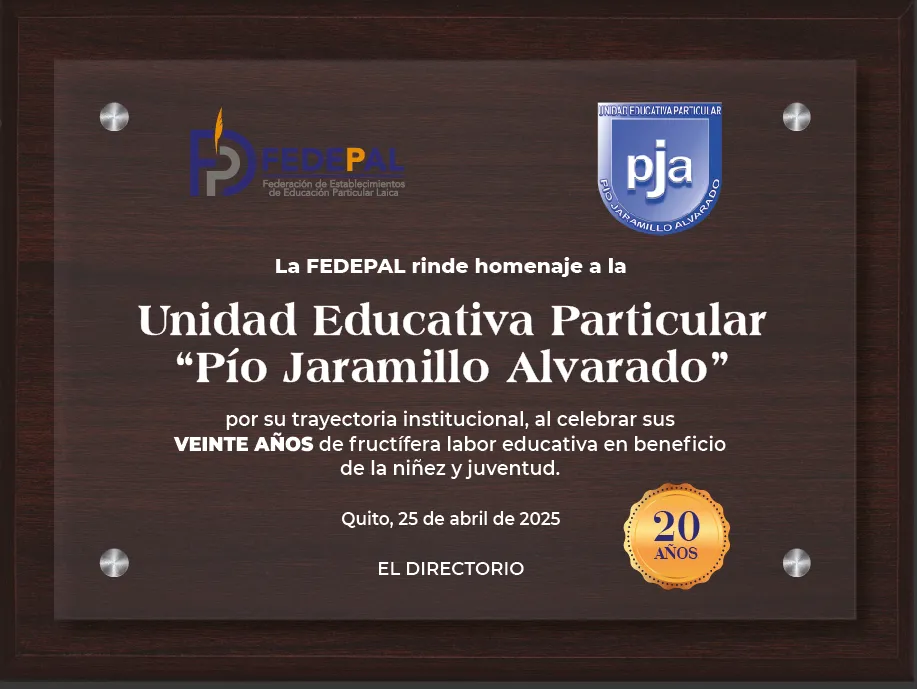 FEDEPAL
Federación de Establecimientos
de Educación Particular Laica
UNIDAD EDUCATIVA PARTICULAR
pja
PÍO JARAMILLO ALVARADO
La FEDEPAL rinde homenaje a la
Unidad Educativa Particular
“Pío Jaramillo Alvarado”
por su trayectoria institucional, al celebrar sus
VEINTE AÑOS de fructífera labor educativa en beneficio
de la niñez y juventud.
Quito, 25 de abril de 2025
20
AÑOS
EL DIRECTORIO